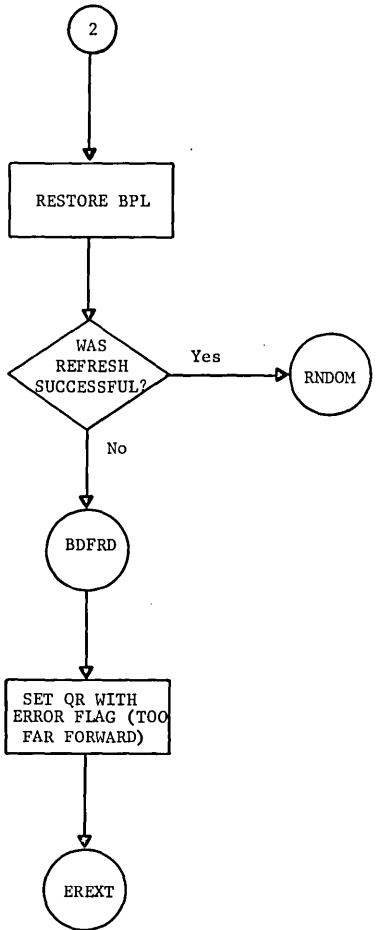 2
RESTORE BPL
WAS
REFRESH
SUCCESSFUL?
Yes
RNDOM
No
BDFRD
SET QR WITH
ERROR FLAG (TOO
FAR FORWARD)
EREXT